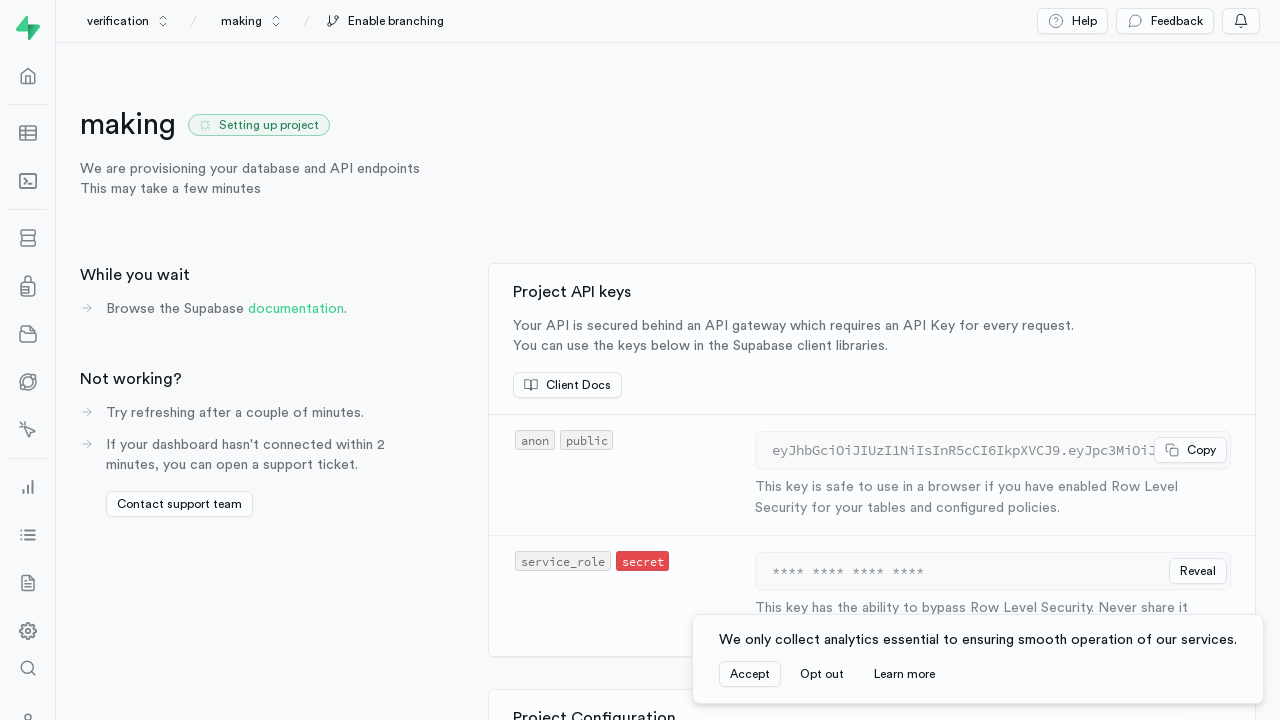 verification
making
Enable branching
Help
Feedback
making
Setting up project
We are provisioning your database and API endpoints
This may take a few minutes
While you wait
Browse the Supabase documentation.
Not working?
Try refreshing after a couple of minutes.
If your dashboard hasn't connected within 2
minutes, you can open a support ticket.
Contact support team
Project API keys
Your API is secured behind an API gateway which requires an API Key for every request.
You can use the keys below in the Supabase client libraries.
Client Docs
anon public
eyJhbGciOiJIUzI1NiIsInR5cCI6IkpXVCJ9.eyJpc3MiOiJ
Copy
This key is safe to use in a browser if you have enabled Row Level
Security for your tables and configured policies.
service_role secret
**** **** **** ****
Reveal
This key has the ability to bypass Row Level Security. Never share it
We only collect analytics essential to ensuring smooth operation of our services.
Accept
Opt out
Learn more
Project Configuration